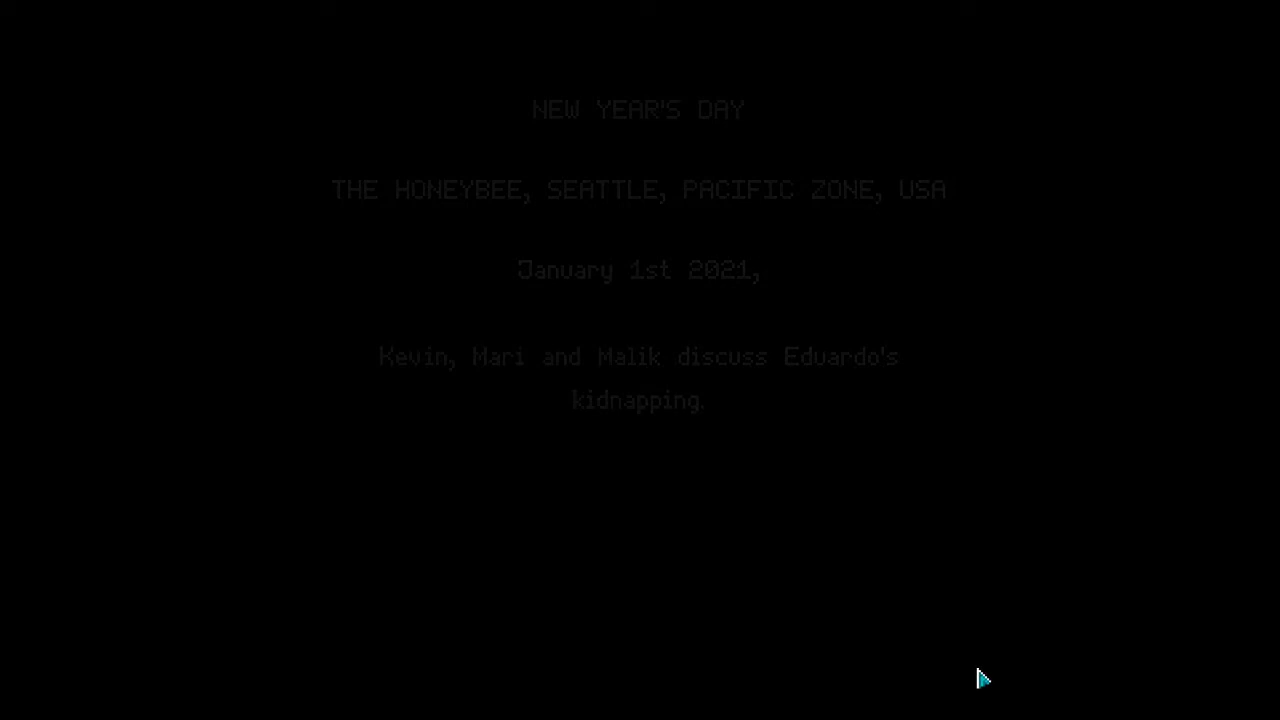 NEW YEAR'S DAY
THE HONEYBEE, SEATTLE, PACIFIC ZONE, USA
January 1st 2021,
Kevin, Mari and Malik discuss Eduardo's
kidnapping.